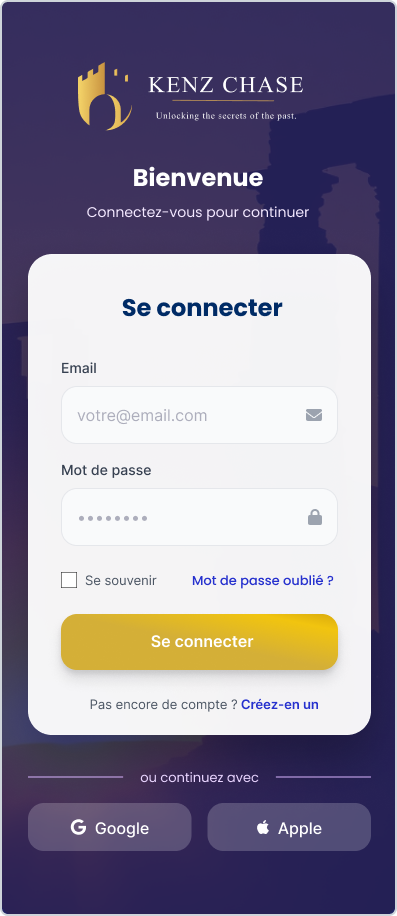 KENZ CHASE
Unlocking the secrets of the past.
Bienvenue
Connectez-vous pour continuer
Se connecter
Email
votre@email.com
Mot de passe
••••••••
Se souvenir Mot de passe oublié ?
Se connecter
Pas encore de compte ? Créez-en un
ou continuez avec
Google Apple